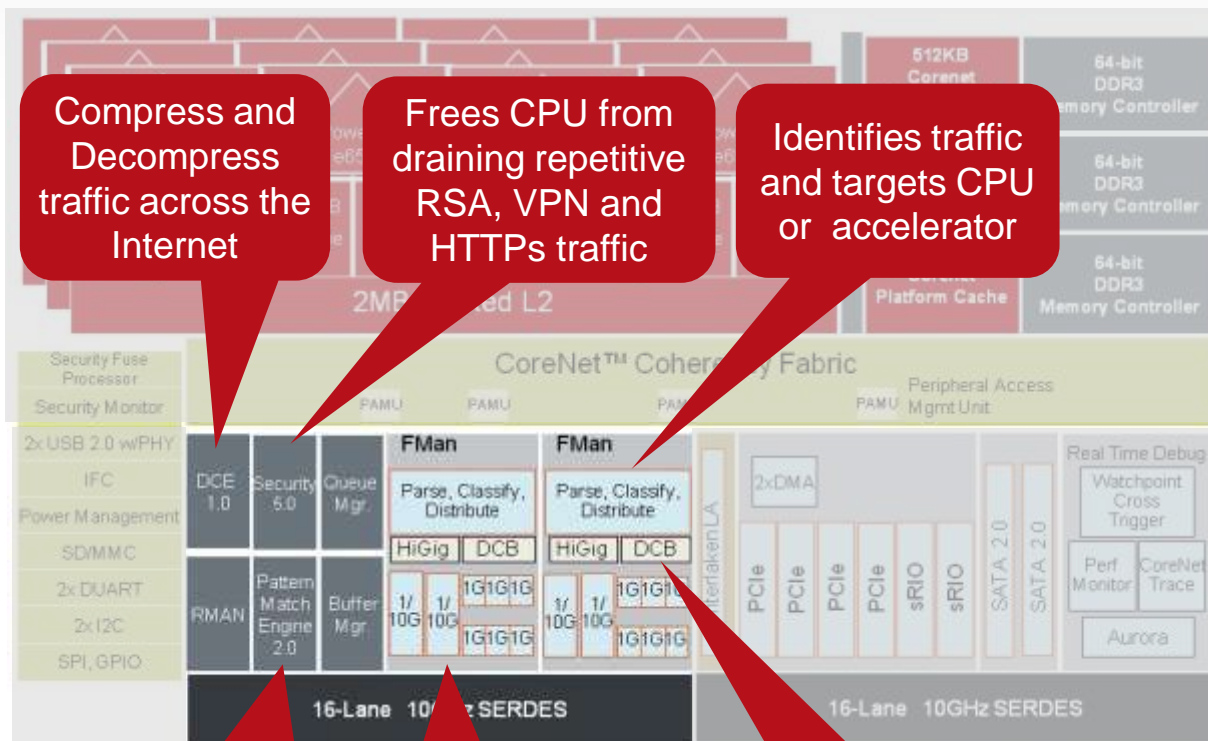 Compress and
Decompress
traffic across the
Internet
Frees CPU from
draining repetitive
RSA, VPN and
HTTPs traffic
Identifies traffic
and targets CPU
or accelerator
512KB
Corenet
Platform Cache
64-bit
DDR3
Memory Controller
64-bit
DDR3
Memory Controller
64-bit
DDR3
Memory Controller
L2
Security Fuse
Processor
Security Monitor
CoreNet™ Fabric
PAMU
PAMU
PAMU
Peripheral Access
Mgmt Unit
2x USB 2.0 w/PHY
IFC
Power Management
SD/MMC
2x DUART
2x I2C
SPI, GPIO
DCE
1.0
Security
5.0
Queue
Mgr.
RMAN
Pattern
Match
Engine
2.0
Buffer
Mgr.
FMan
Parse, Classify,
Distribute
HiGig DCB
1/
10G
1/
10G
1G 1G 1G
1G 1G 1G
FMan
Parse, Classify,
Distribute
HiGig DCB
1/
10G
1/
10G
1G 1G
1G 1G 1G
Interlaken LA
2xDMA
PCIe
PCIe
PCIe
PCIe
sRIO
sRIO
SATA 2.0
SATA 2.0
Real Time Debug
Watchpoint
Cross
Trigger
Perf
Monitor
CoreNet
Trace
Aurora
16-Lane SERDES
16-Lane 10GHz SERDES